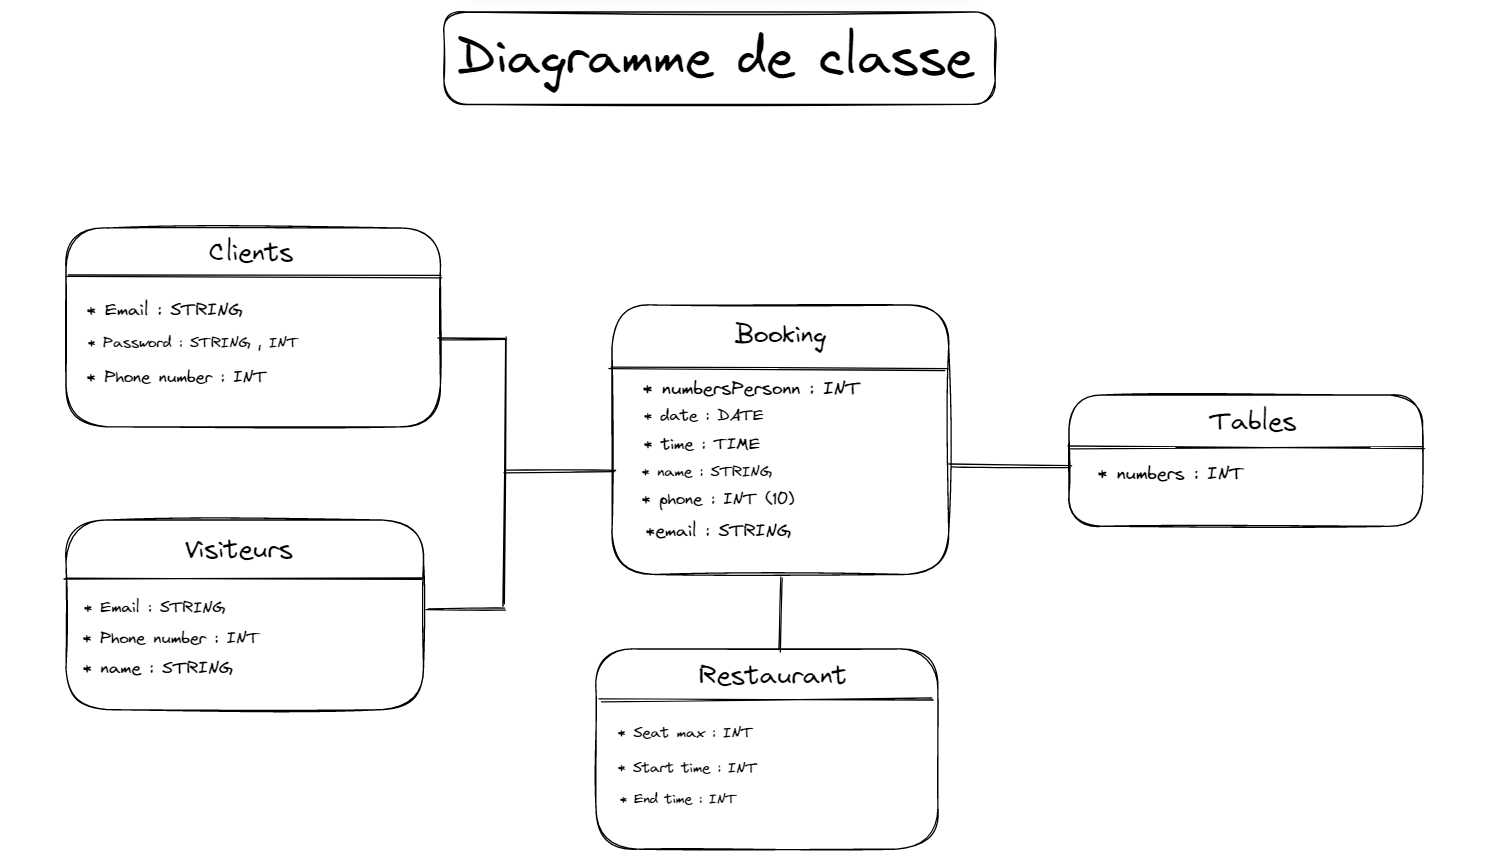 Diagramme de classe
Clients
* Email : STRING
* Password : STRING , INT
* Phone number : INT
Visiteurs
* Email : STRING
* Phone number : INT
* name : STRING
Booking
* numbersPersonn : INT
* date : DATE
* time : TIME
* name : STRING
* phone : INT (10)
*email : STRING
Restaurant
* Seat max : INT
* Start time : INT
* End time : INT
Tables
* numbers : INT